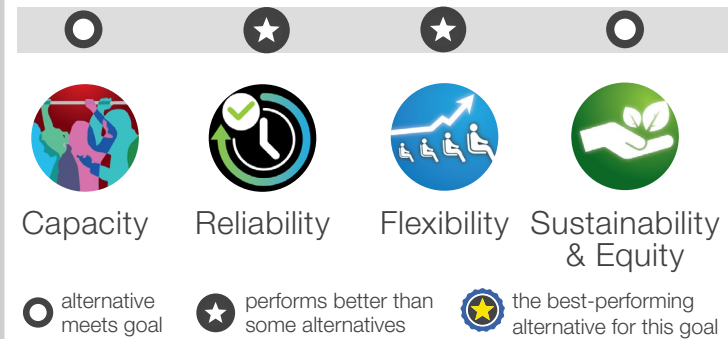 Capacity
Reliability
Flexibility
Sustainability
& Equity
alternative
meets goal
performs better than
some alternatives
the best-performing
alternative for this goal